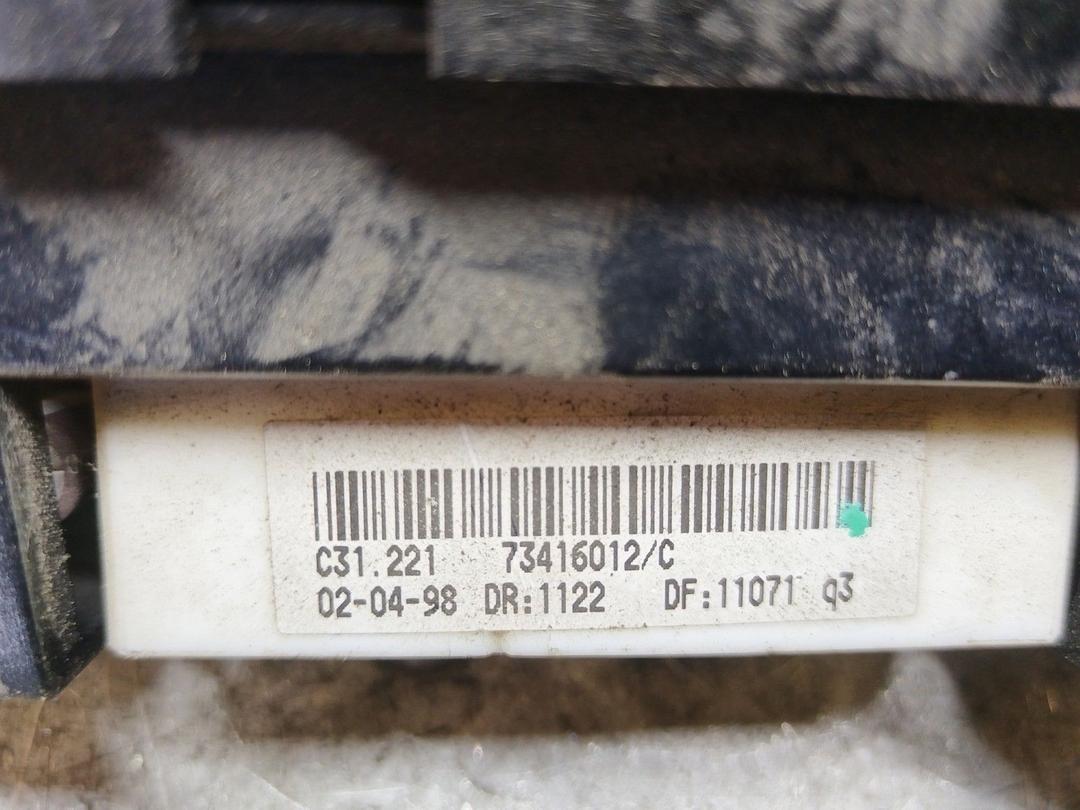 C31.221 73416012/C
02-04-98 DR:1122 DF:11071 q3